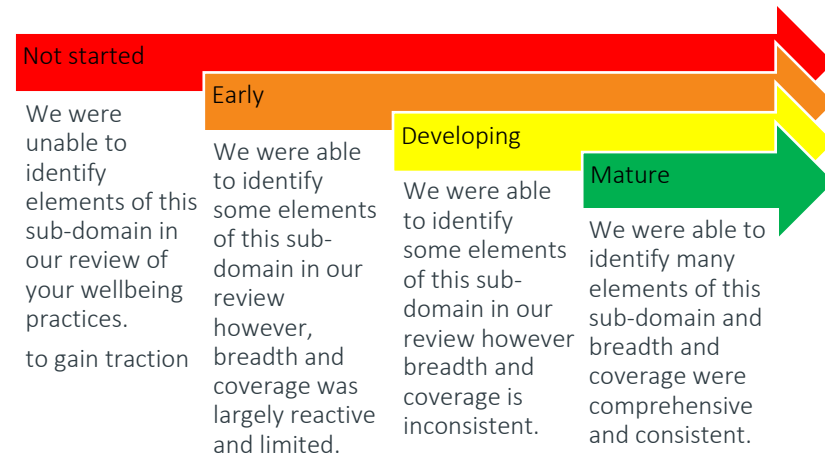 Not started
We were
unable to
identify
elements of this
sub-domain in
our review of
your wellbeing
practices.
to gain traction
Early
We were able
to identify
some elements
of this sub-
domain in our
review
however,
breadth and
coverage was
largely reactive
and limited.
Developing
We were able
to identify
some elements
of this sub-
domain in our
review however
breadth and
coverage is
inconsistent.
Mature
We were able to
identify many
elements of this
sub-domain and
breadth and
coverage were
comprehensive
and consistent.